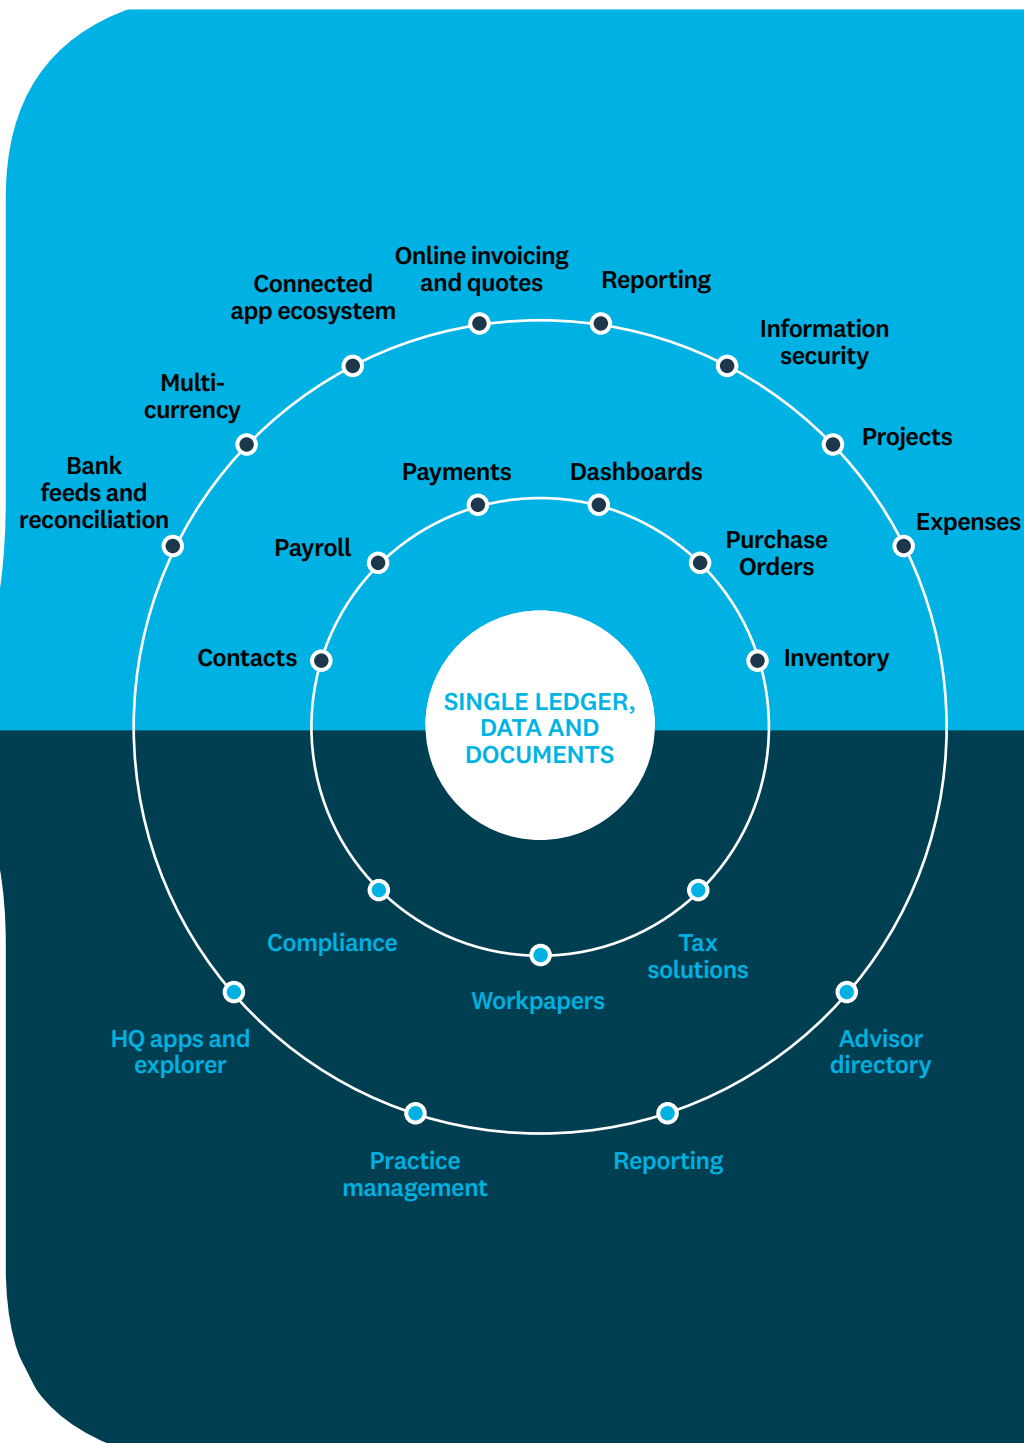 Online invoicing
and quotes
Reporting
Connected
app ecosystem
Information
security
Multi-
currency
Projects
Bank
feeds and
reconciliation
Expenses
Payments
Dashboards
Payroll
Purchase
Orders
Contacts
Inventory
SINGLE LEDGER,
DATA AND
DOCUMENTS
Compliance
Tax
solutions
Workpapers
HQ apps and
explorer
Advisor
directory
Practice
management
Reporting